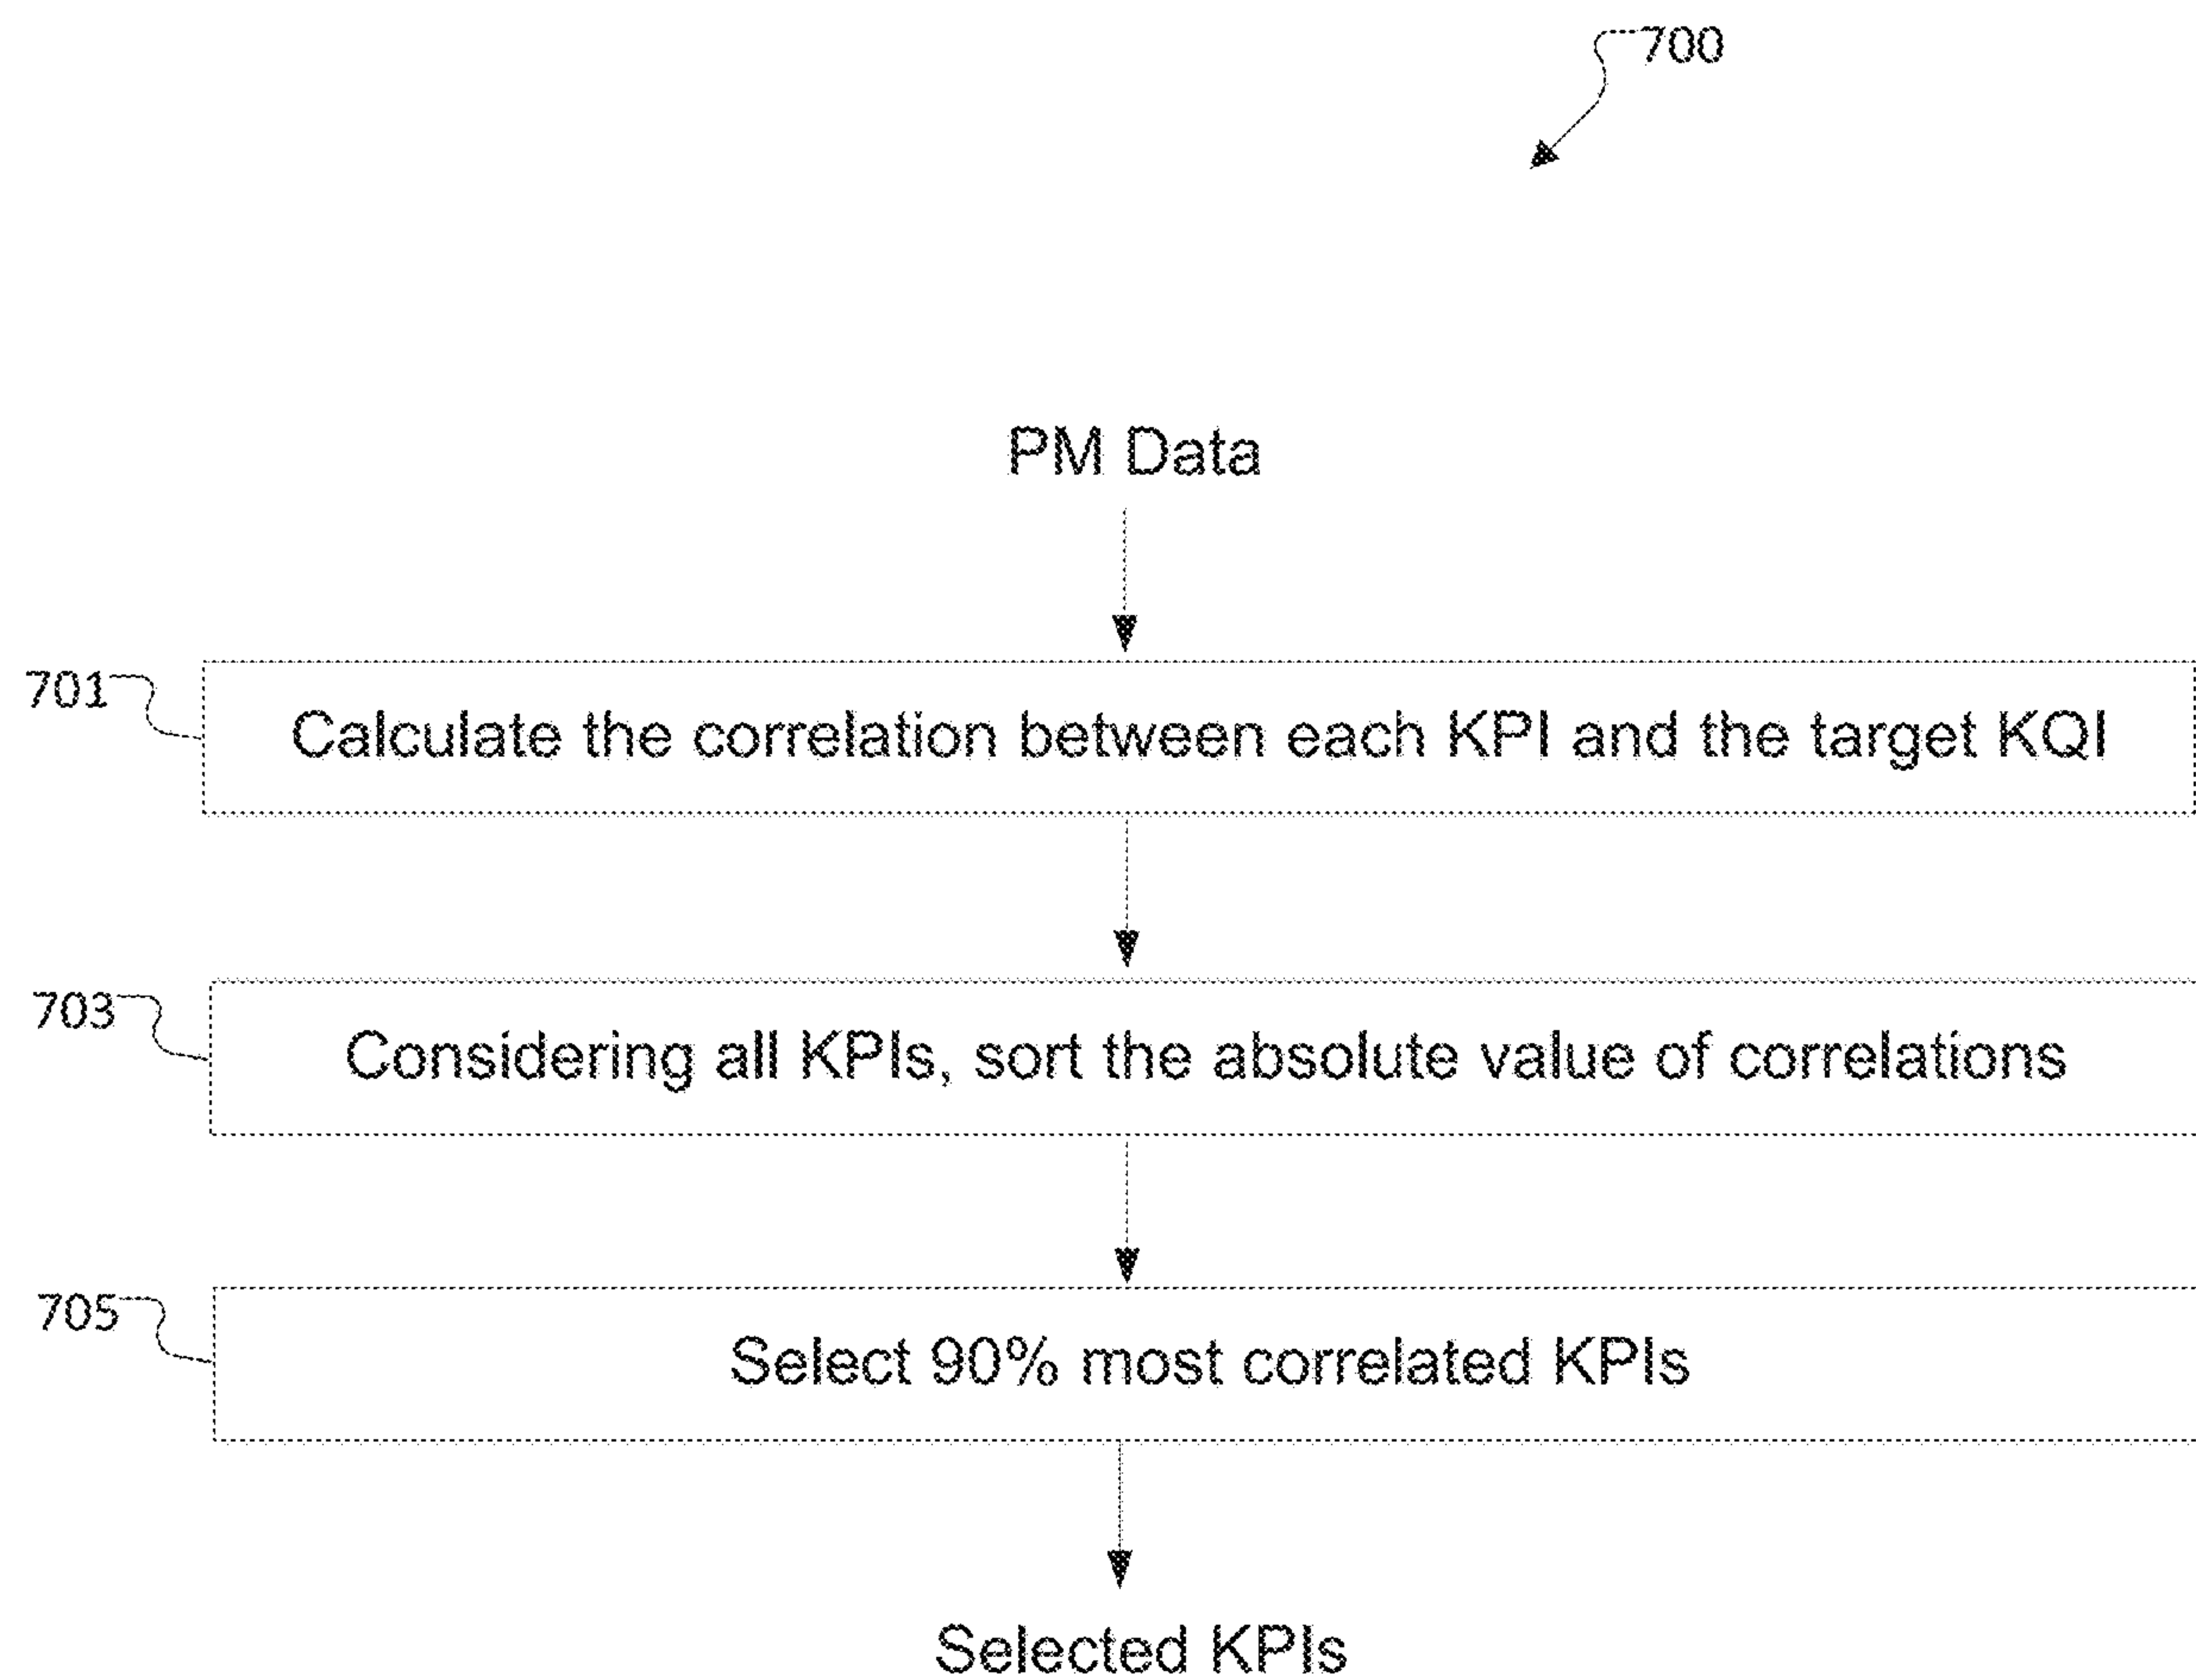 700
PM Data
701
Calculate the correlation between each KPI and the target KQI
703
Considering all KPIs, sort the absolute value of correlations
705
Select 90% most correlated KPIs
Selected KPIs